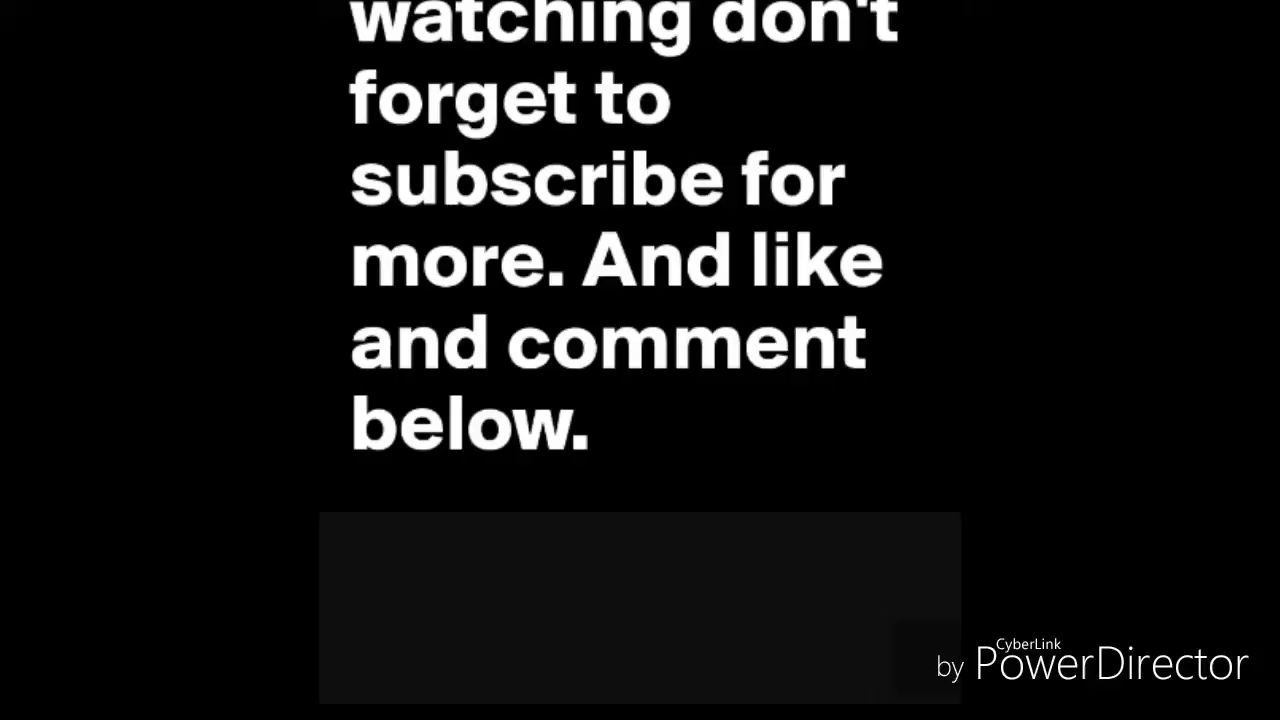 watching don't
forget to
subscribe for
more. And like
and comment
below.
CyberLink
by PowerDirector